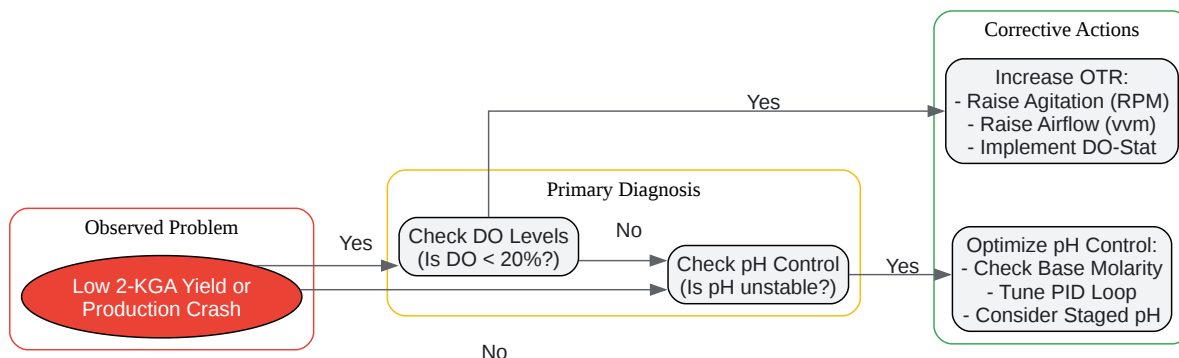 Observed Problem
Low 2-KGA Yield or
Production Crash
Yes
No
Primary Diagnosis
Check DO Levels
(Is DO < 20%?)
Yes
No
Check pH Control
(Is pH unstable?)
Yes
Corrective Actions
Increase OTR:
- Raise Agitation (RPM)
- Raise Airflow (vvm)
- Implement DO-Stat
Optimize pH Control:
- Check Base Molarity
- Tune PID Loop
- Consider Staged pH